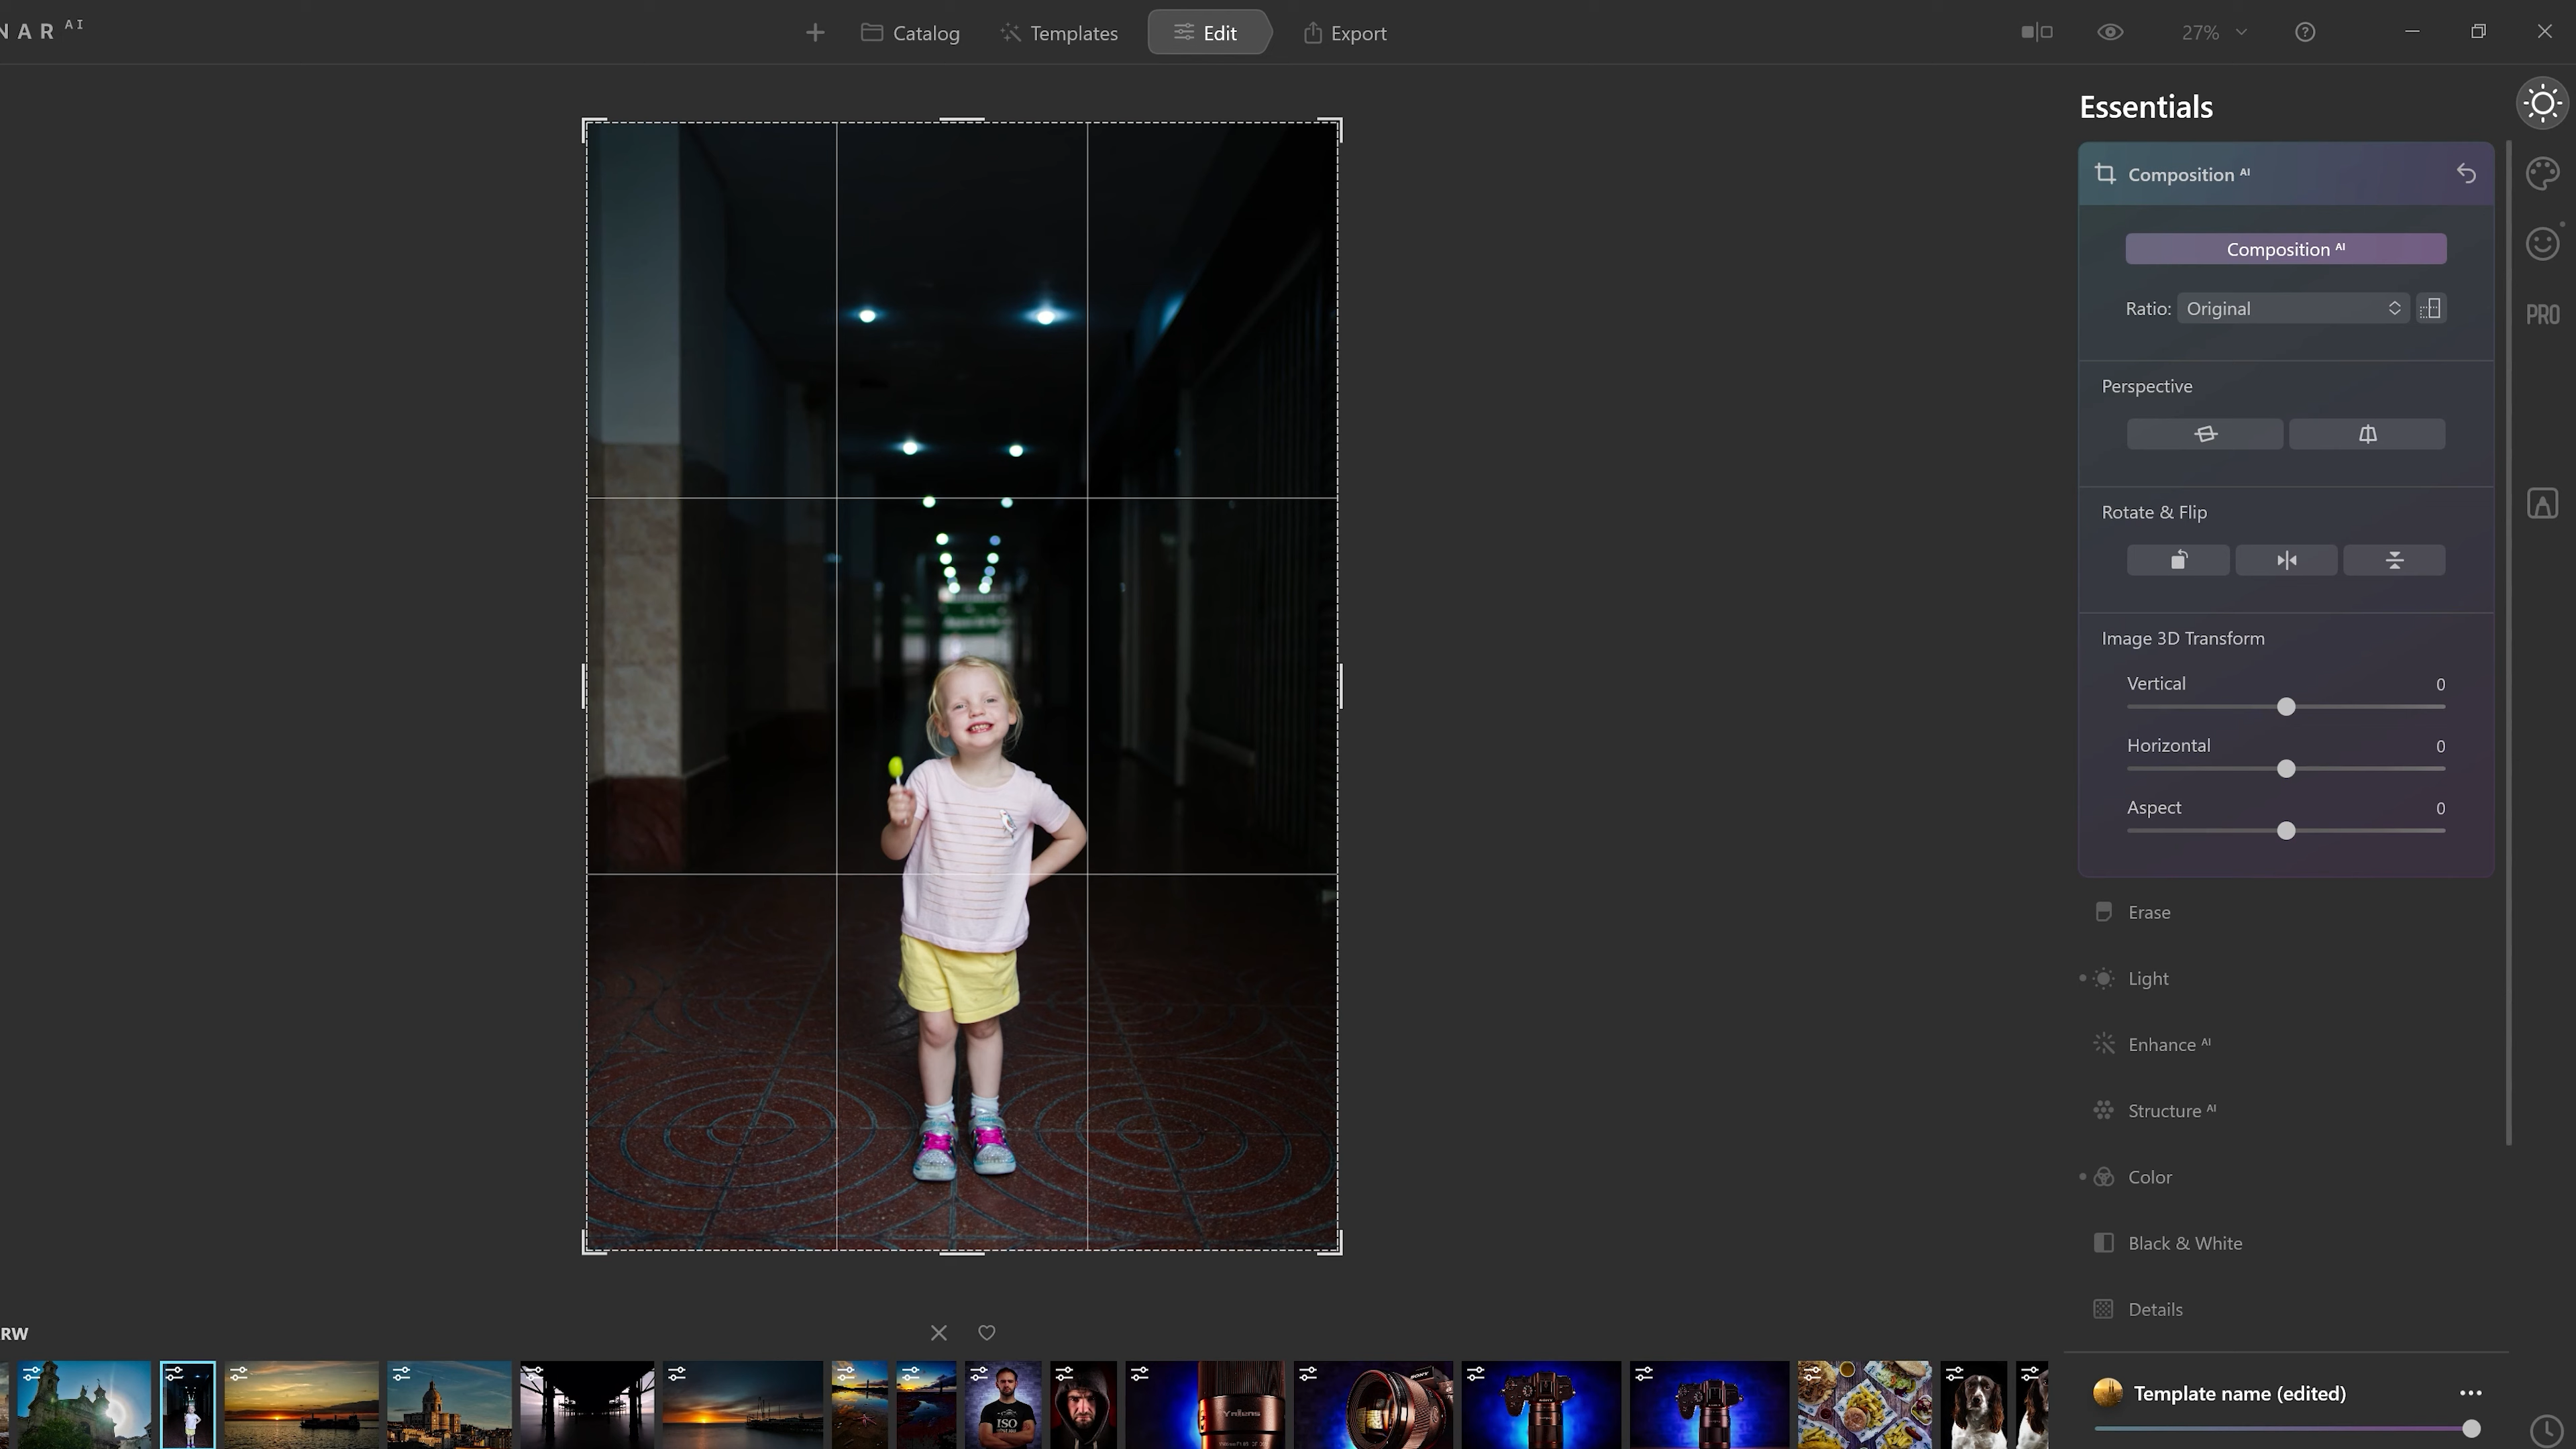 NAR AI
Catalog
Templates
Edit
Export
27%
Essentials
Composition AI
Composition AI
Ratio: Original
PRO
Perspective
Rotate & Flip
Image 3D Transform
Vertical 0
Horizontal 0
Aspect 0
Erase
Light
Enhance AI
Structure AI
Color
Black & White
Details
RW
ISO
SONY
Template name (edited)